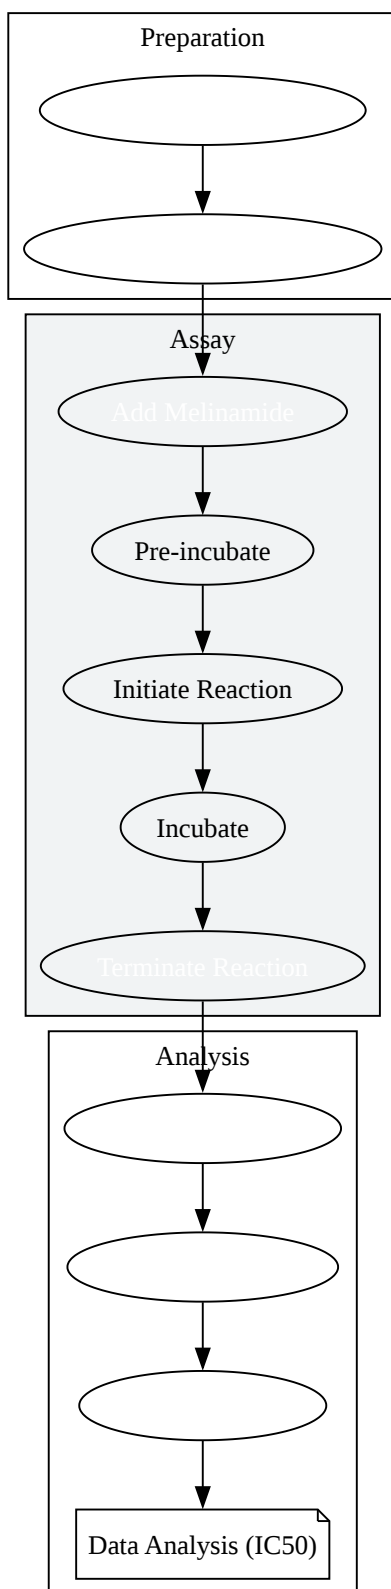 Preparation
Assay
Add Melinamide
Pre-incubate
Initiate Reaction
Incubate
Terminate Reaction
Analysis
Data Analysis (IC50)